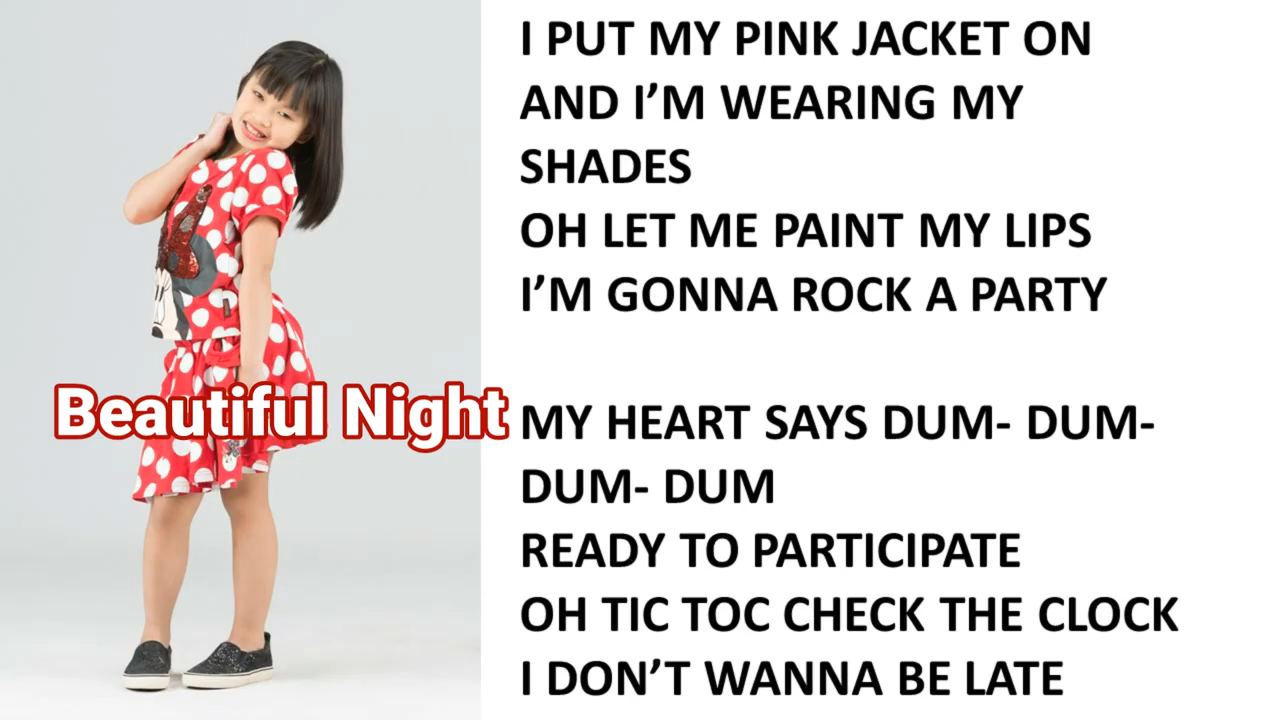 I PUT MY PINK JACKET ON
AND I’M WEARING MY
SHADES
OH LET ME PAINT MY LIPS
I’M GONNA ROCK A PARTY
Beautiful Night
MY HEART SAYS DUM- DUM-
DUM- DUM
READY TO PARTICIPATE
OH TIC TOC CHECK THE CLOCK
I DON’T WANNA BE LATE